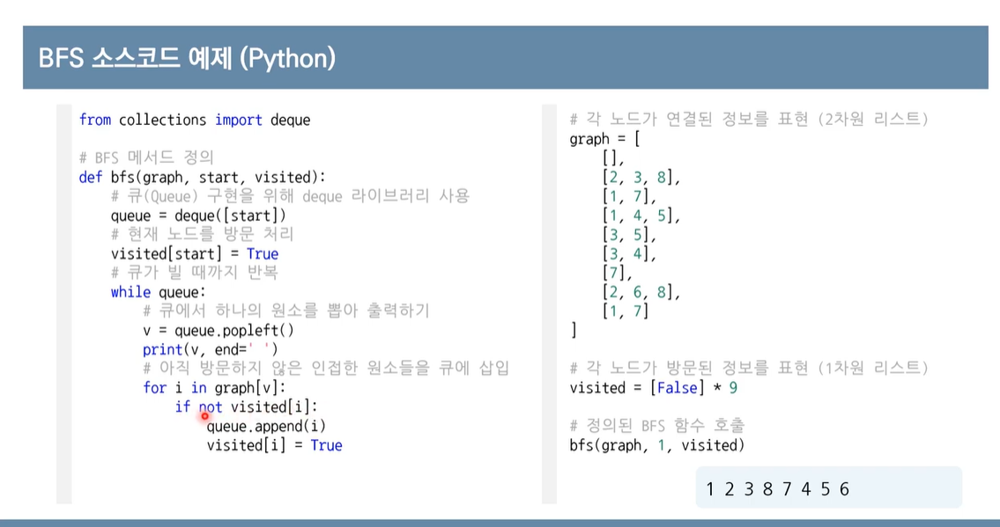 BFS 소스코드 예제 (Python)
from collections import deque
# BFS 메서드 정의
def bfs(graph, start, visited):
    # 큐(Queue) 구현을 위해 deque 라이브러리 사용
    queue = deque([start])
    # 현재 노드를 방문 처리
    visited[start] = True
    # 큐가 빌 때까지 반복
    while queue:
        # 큐에서 하나의 원소를 뽑아 출력하기
        v = queue.popleft()
        print(v, end=' ')
        # 아직 방문하지 않은 인접한 원소들을 큐에 삽입
        for i in graph[v]:
            if not visited[i]:
                queue.append(i)
                visited[i] = True
# 각 노드가 연결된 정보를 표현 (2차원 리스트)
graph = [
    [],
    [2, 3, 8],
    [1, 7],
    [1, 4, 5],
    [3, 5],
    [3, 4],
    [7],
    [2, 6, 8],
    [1, 7]
]
# 각 노드가 방문된 정보를 표현 (1차원 리스트)
visited = [False] * 9
# 정의된 BFS 함수 호출
bfs(graph, 1, visited)
1 2 3 8 7 4 5 6